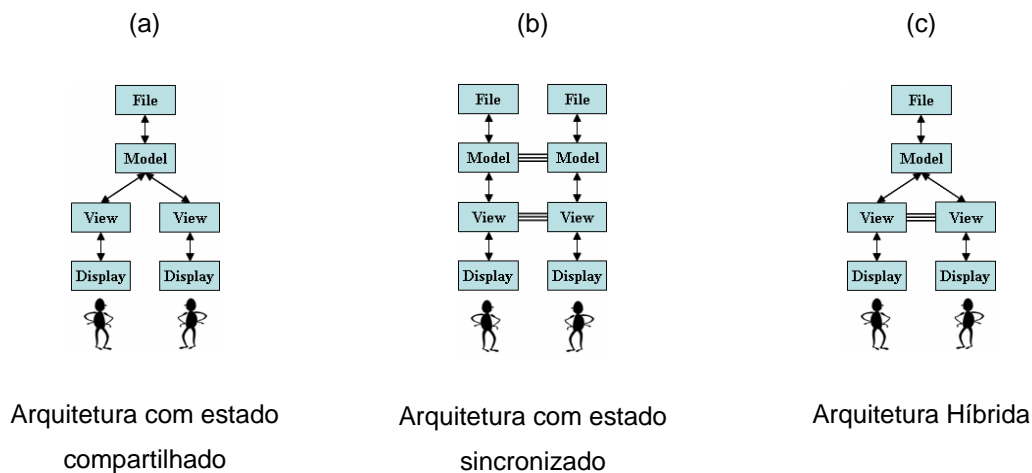 (a) (b) (c)
File File File File
Model Model Model Model
View View View View View View
Display Display Display Display Display Display
Arquitetura com estado Arquitetura com estado Arquitetura Híbrida
compartilhado sincronizado